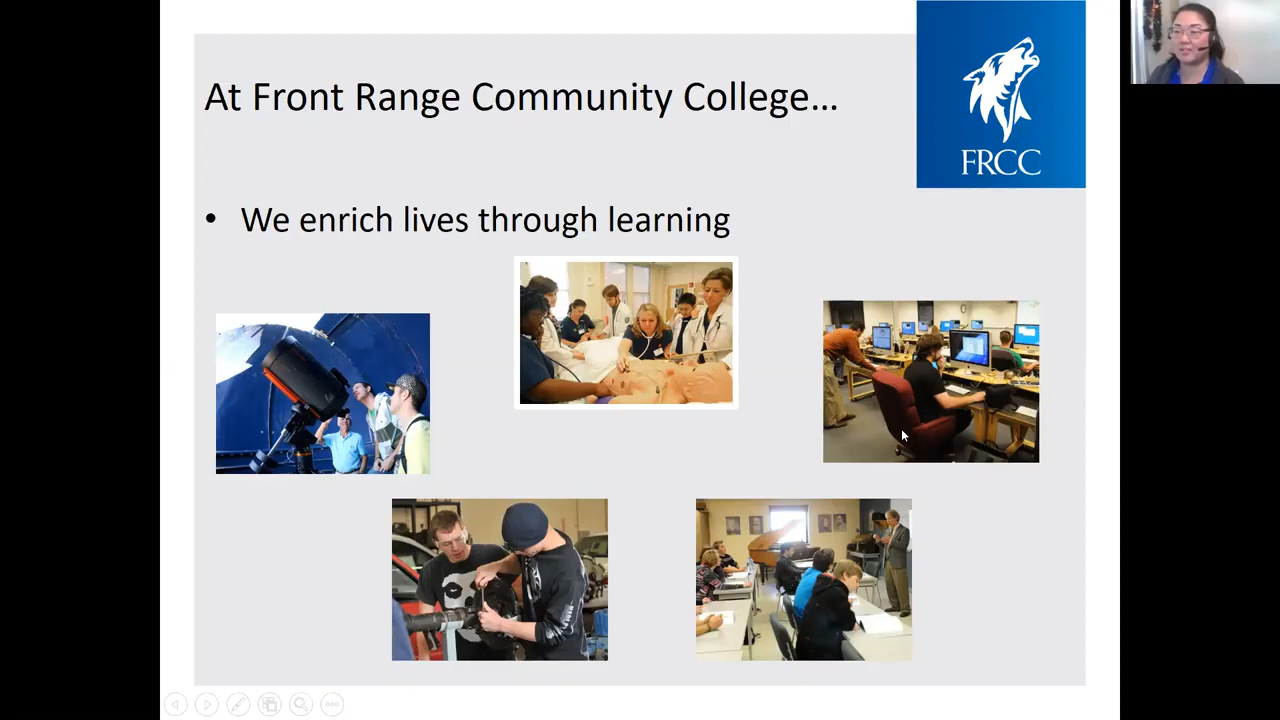 At Front Range Community College...
FRCC
• We enrich lives through learning